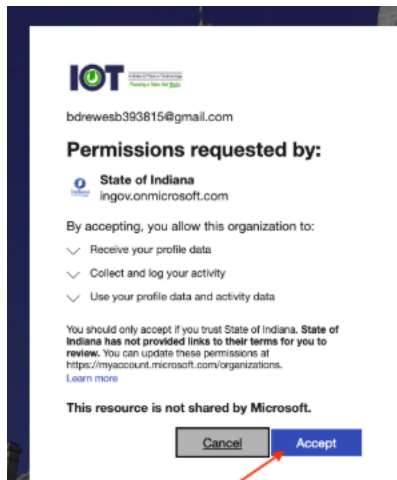 IOT
bdrewesb393815@gmail.com
Permissions requested by:
State of Indiana
ingov.onmicrosoft.com
By accepting, you allow this organization to:
Receive your profile data
Collect and log your activity
Use your profile data and activity data
You should only accept if you trust State of Indiana. State of
Indiana has not provided links to their terms for you to
review. You can update these permissions at
https://myaccount.microsoft.com/organizations.
Learn more
This resource is not shared by Microsoft.
Cancel
Accept